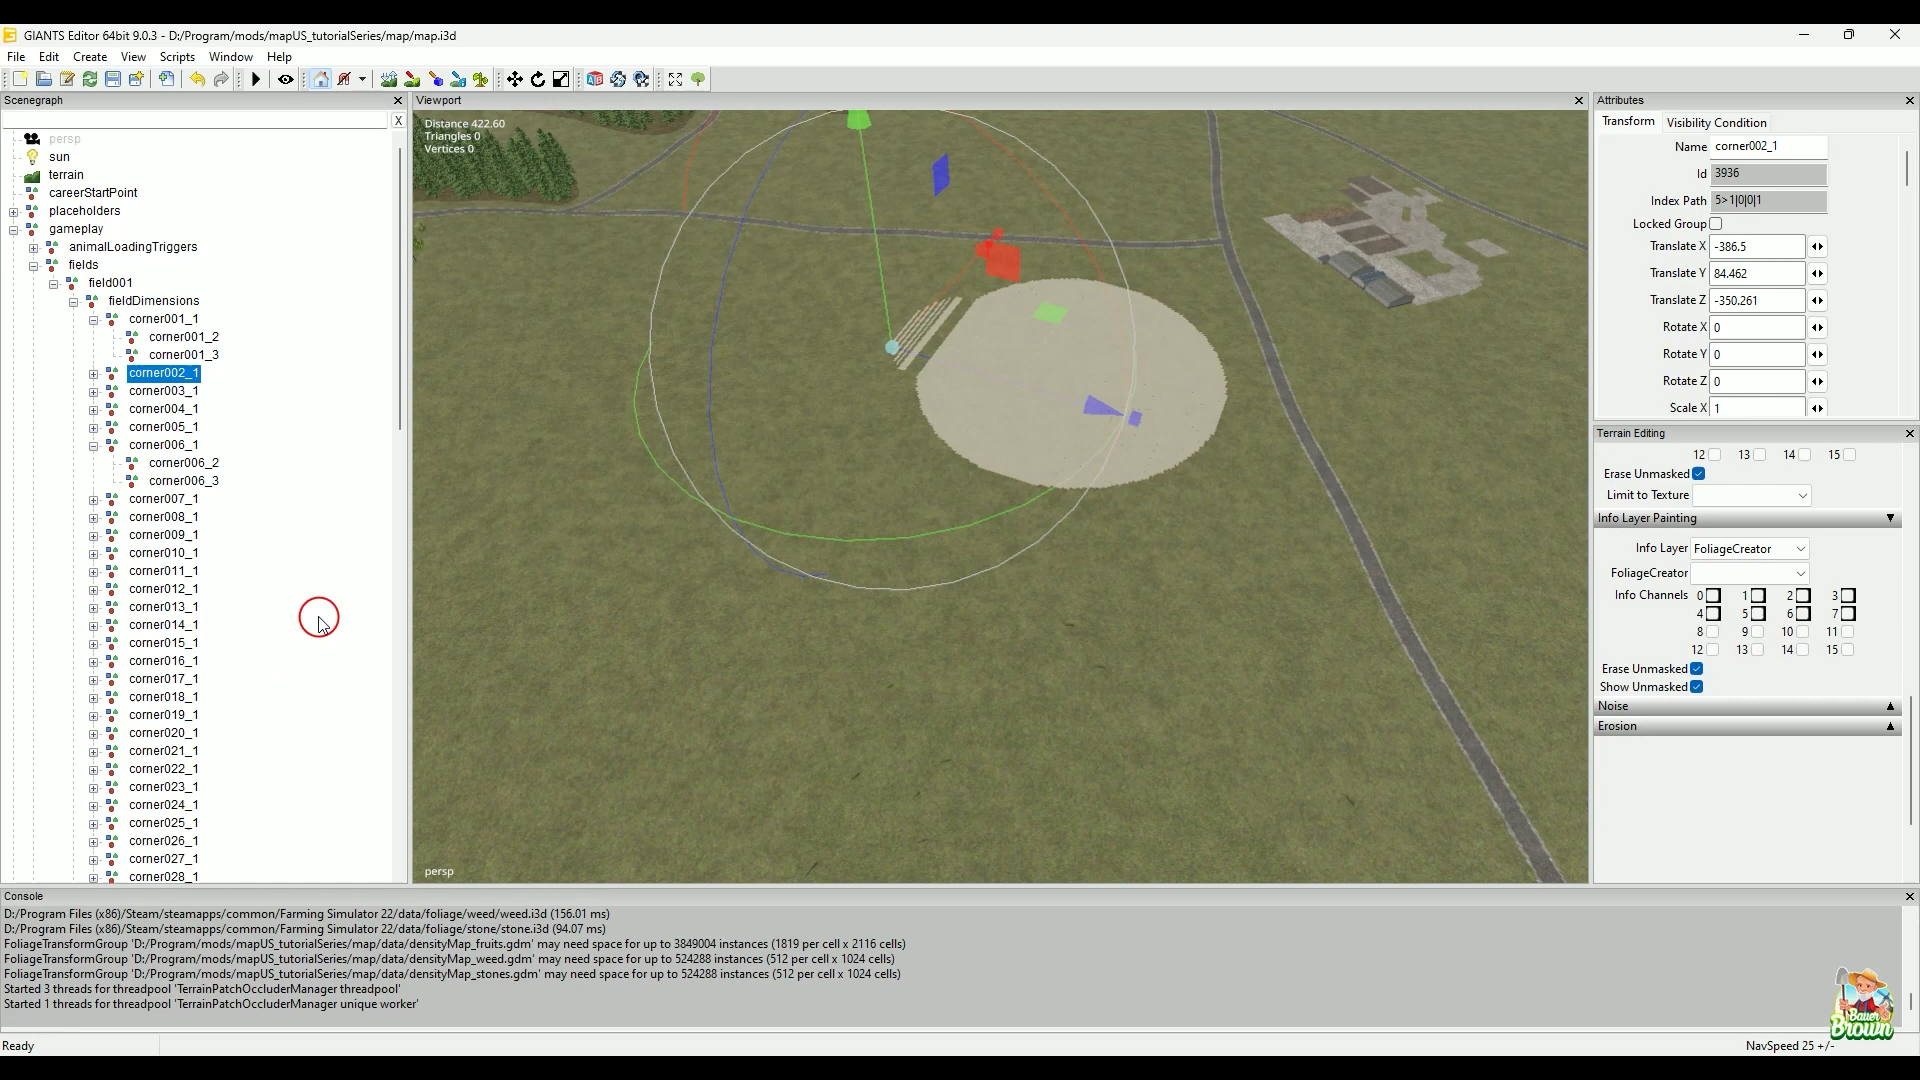 GIANTS Editor 64bit 9.0.3 - D:/Program/mods/mapUS_tutorialSeries/map/map.i3d
File Edit Create View Scripts Window Help
Scenegraph
X
persp
sun
terrain
careerStartPoint
placeholders
gameplay
animalLoadingTriggers
fields
field001
fieldDimensions
corner001_1
corner001_2
corner001_3
corner002_1
corner003_1
corner004_1
corner005_1
corner006_1
corner006_2
corner006_3
corner007_1
corner008_1
corner009_1
corner010_1
corner011_1
corner012_1
corner013_1
corner014_1
corner015_1
corner016_1
corner017_1
corner018_1
corner019_1
corner020_1
corner021_1
corner022_1
corner023_1
corner024_1
corner025_1
corner026_1
corner027_1
corner028_1
Viewport
Distance 422.60
Triangles 0
Vertices 0
persp
Attributes
Transform Visibility Condition
Name corner002_1
Id 3936
Index Path 5>1|0|0|1
Locked Group
Translate X -386.5
Translate Y 84.462
Translate Z -350.261
Rotate X 0
Rotate Y 0
Rotate Z 0
Scale X 1
Terrain Editing
12 13 14 15
Erase Unmasked
Limit to Texture
Info Layer Painting
Info Layer FoliageCreator
FoliageCreator
Info Channels 0 1 2 3
4 5 6 7
8 9 10 11
12 13 14 15
Erase Unmasked
Show Unmasked
Noise
Erosion
Console
D:/Program Files (x86)/Steam/steamapps/common/Farming Simulator 22/data/foliage/weed/weed.i3d (156.01 ms)
D:/Program Files (x86)/Steam/steamapps/common/Farming Simulator 22/data/foliage/stone/stone.i3d (94.07 ms)
FoliageTransformGroup 'D:/Program/mods/mapUS_tutorialSeries/map/data/densityMap_fruits.gdm' may need space for up to 3849004 instances (1819 per cell x 2116 cells)
FoliageTransformGroup 'D:/Program/mods/mapUS_tutorialSeries/map/data/densityMap_weed.gdm' may need space for up to 524288 instances (512 per cell x 1024 cells)
FoliageTransformGroup 'D:/Program/mods/mapUS_tutorialSeries/map/data/densityMap_stones.gdm' may need space for up to 524288 instances (512 per cell x 1024 cells)
Started 3 threads for threadpool 'TerrainPatchOccluderManager threadpool'
Started 1 threads for threadpool 'TerrainPatchOccluderManager unique worker'
Bauer
Brown
Ready
NavSpeed 25 +/-